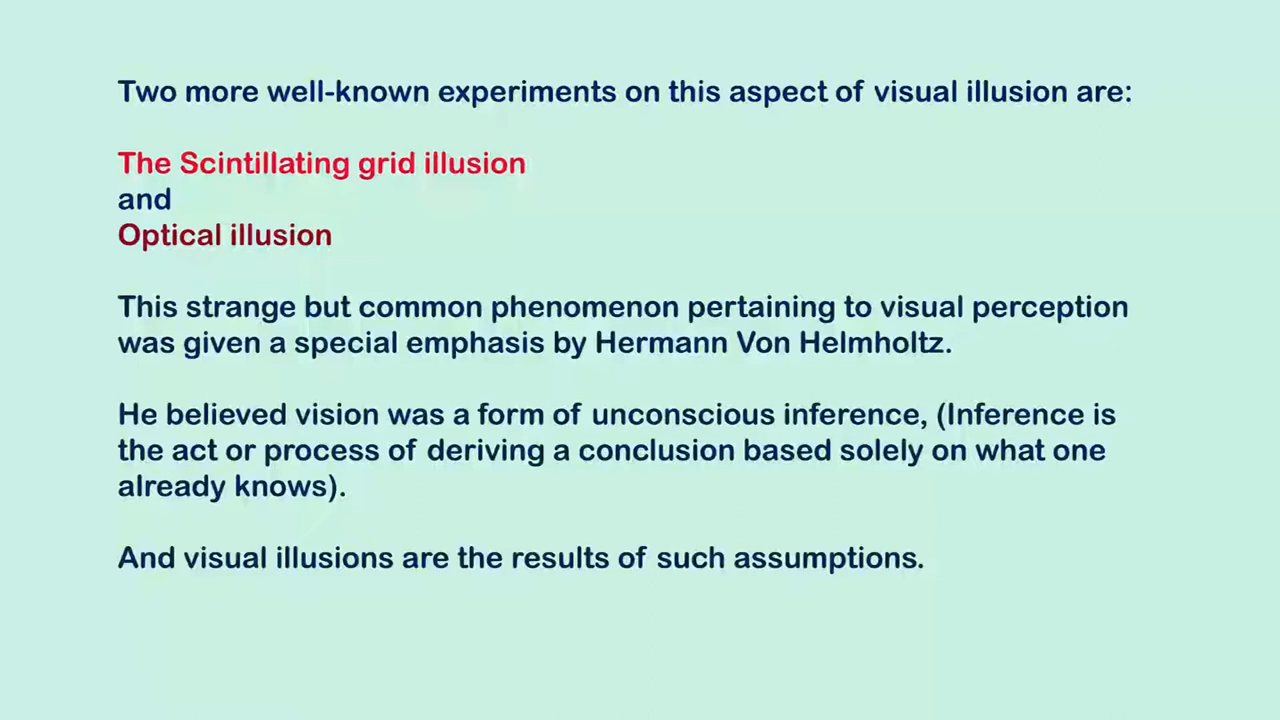 Two more well-known experiments on this aspect of visual illusion are:
The Scintillating grid illusion
and
Optical illusion
This strange but common phenomenon pertaining to visual perception
was given a special emphasis by Hermann Von Helmholtz.
He believed vision was a form of unconscious inference, (Inference is
the act or process of deriving a conclusion based solely on what one
already knows).
And visual illusions are the results of such assumptions.